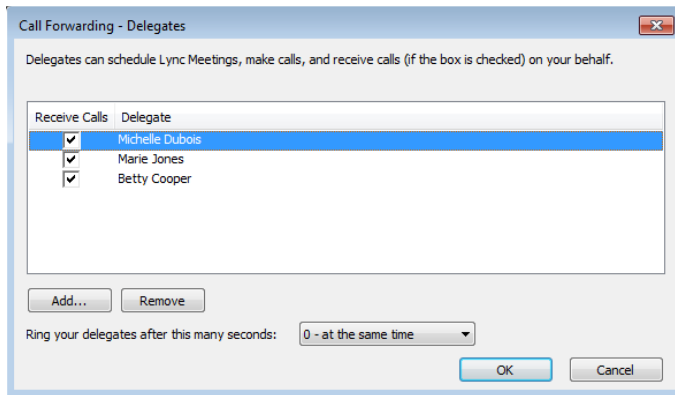 Call Forwarding - Delegates
Delegates can schedule Lync Meetings, make calls, and receive calls (if the box is checked) on your behalf.
Receive Calls Delegate
Michelle Dubois
Marie Jones
Betty Cooper
Add... Remove
Ring your delegates after this many seconds: 0 - at the same time
OK Cancel